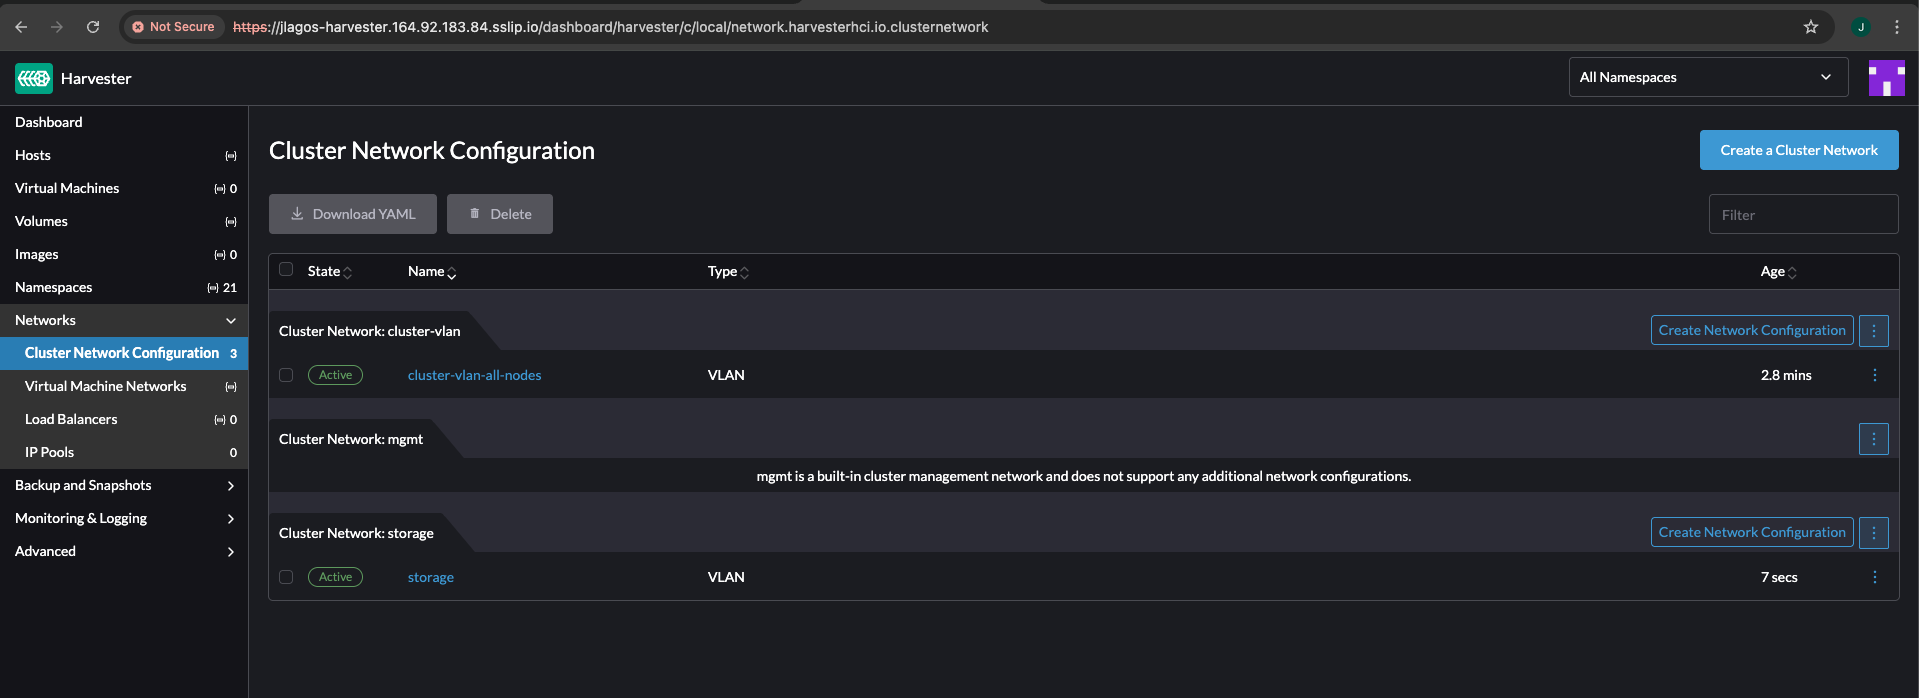 Not Secure https://jlagos-harvester.164.92.183.84.sslip.io/dashboard/harvester/c/local/network.harvesterhci.io.clusternetwork J
Harvester All Namespaces
Dashboard
Hosts
Virtual Machines 0
Volumes
Images 0
Namespaces 21
Networks
Cluster Network Configuration 3
Virtual Machine Networks
Load Balancers 0
IP Pools 0
Backup and Snapshots
Monitoring & Logging
Advanced
Cluster Network Configuration Create a Cluster Network
Download YAML Delete Filter
State Name Type Age
Cluster Network: cluster-vlan Create Network Configuration
Active cluster-vlan-all-nodes VLAN 2.8 mins
Cluster Network: mgmt
mgmt is a built-in cluster management network and does not support any additional network configurations.
Cluster Network: storage Create Network Configuration
Active storage VLAN 7 secs